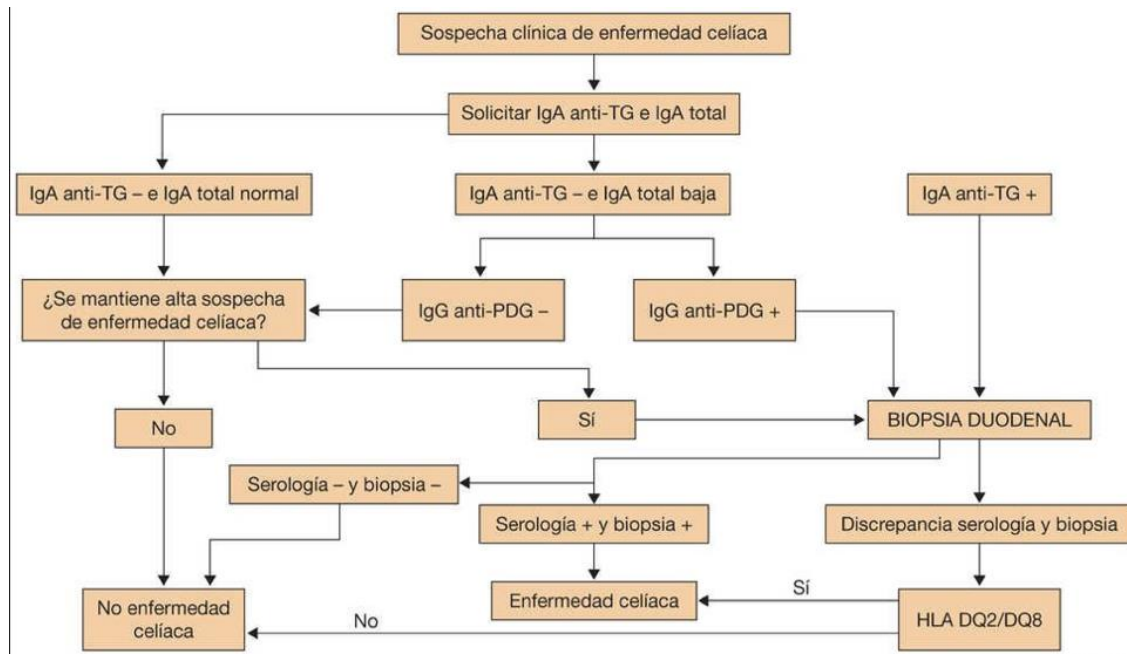 Sospecha clínica de enfermedad celíaca
Solicitar IgA anti-TG e IgA total
IgA anti-TG – e IgA total normal
IgA anti-TG – e IgA total baja
IgA anti-TG +
¿Se mantiene alta sospecha
de enfermedad celíaca?
IgG anti-PDG –
IgG anti-PDG +
No
Sí
BIOPSIA DUODENAL
Serología – y biopsia –
Serología + y biopsia +
Discrepancia serología y biopsia
No enfermedad
celíaca
Enfermedad celíaca
Sí
No
HLA DQ2/DQ8